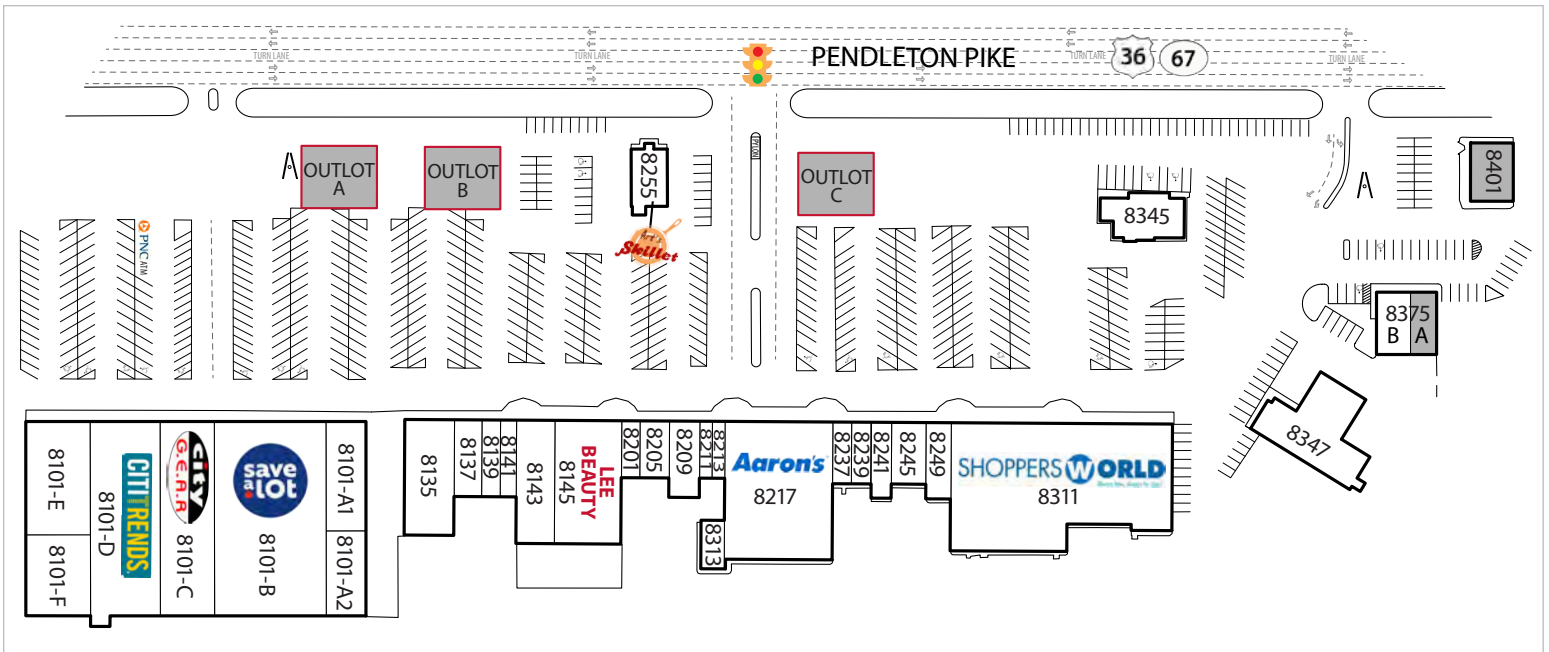 TURN LANE
TURN LANE
PENDLETON PIKE
TURN LANE
36
67
TURN LANE
OUTLOT
A
OUTLOT
B
8255
PYLON
OUTLOT
C
8345
8401
PNC ATM
Art's
Skillet
8375
B
A
8347
8101-E
8101-F
8101-D
CITITRENDS
CITY
G.E.A.R
8101-C
save
a
lot
8101-B
8101-A1
8101-A2
8135
8137
8139
8141
8143
8145
LEE
BEAUTY
8201
8205
8209
8211
8213
8313
Aaron's
8217
8237
8239
8241
8245
8249
SHOPPERS WORLD
8311